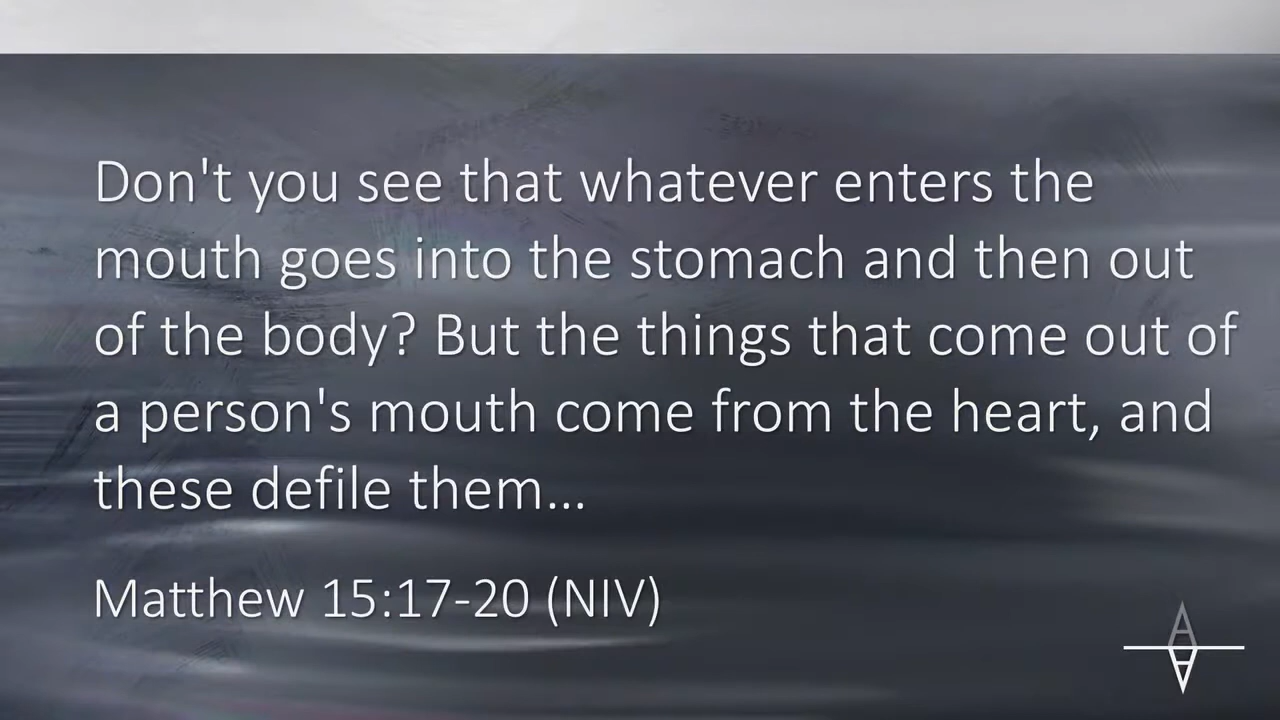 Don't you see that whatever enters the
mouth goes into the stomach and then out
of the body? But the things that come out of
a person's mouth come from the heart, and
these defile them...
Matthew 15:17-20 (NIV)